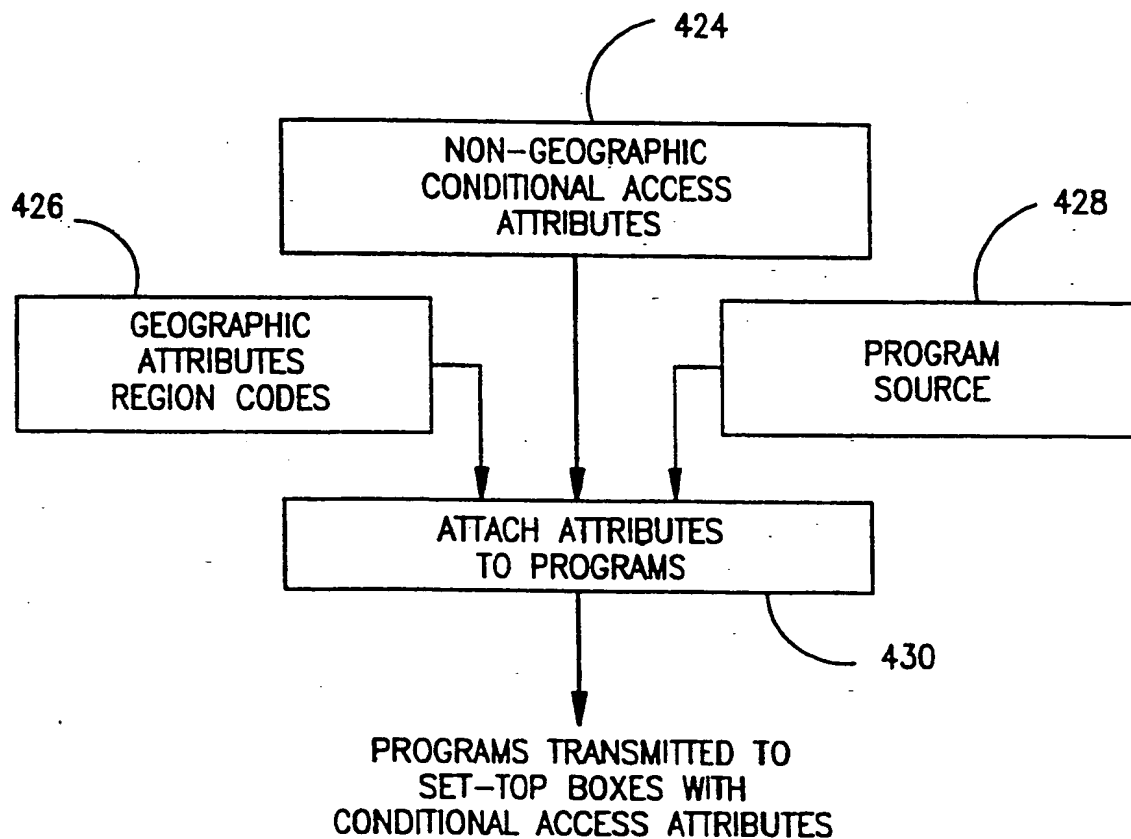 424
NON-GEOGRAPHIC
CONDITIONAL ACCESS
ATTRIBUTES
426
GEOGRAPHIC
ATTRIBUTES
REGION CODES
428
PROGRAM
SOURCE
ATTACH ATTRIBUTES
TO PROGRAMS
430
PROGRAMS TRANSMITTED TO
SET-TOP BOXES WITH
CONDITIONAL ACCESS ATTRIBUTES